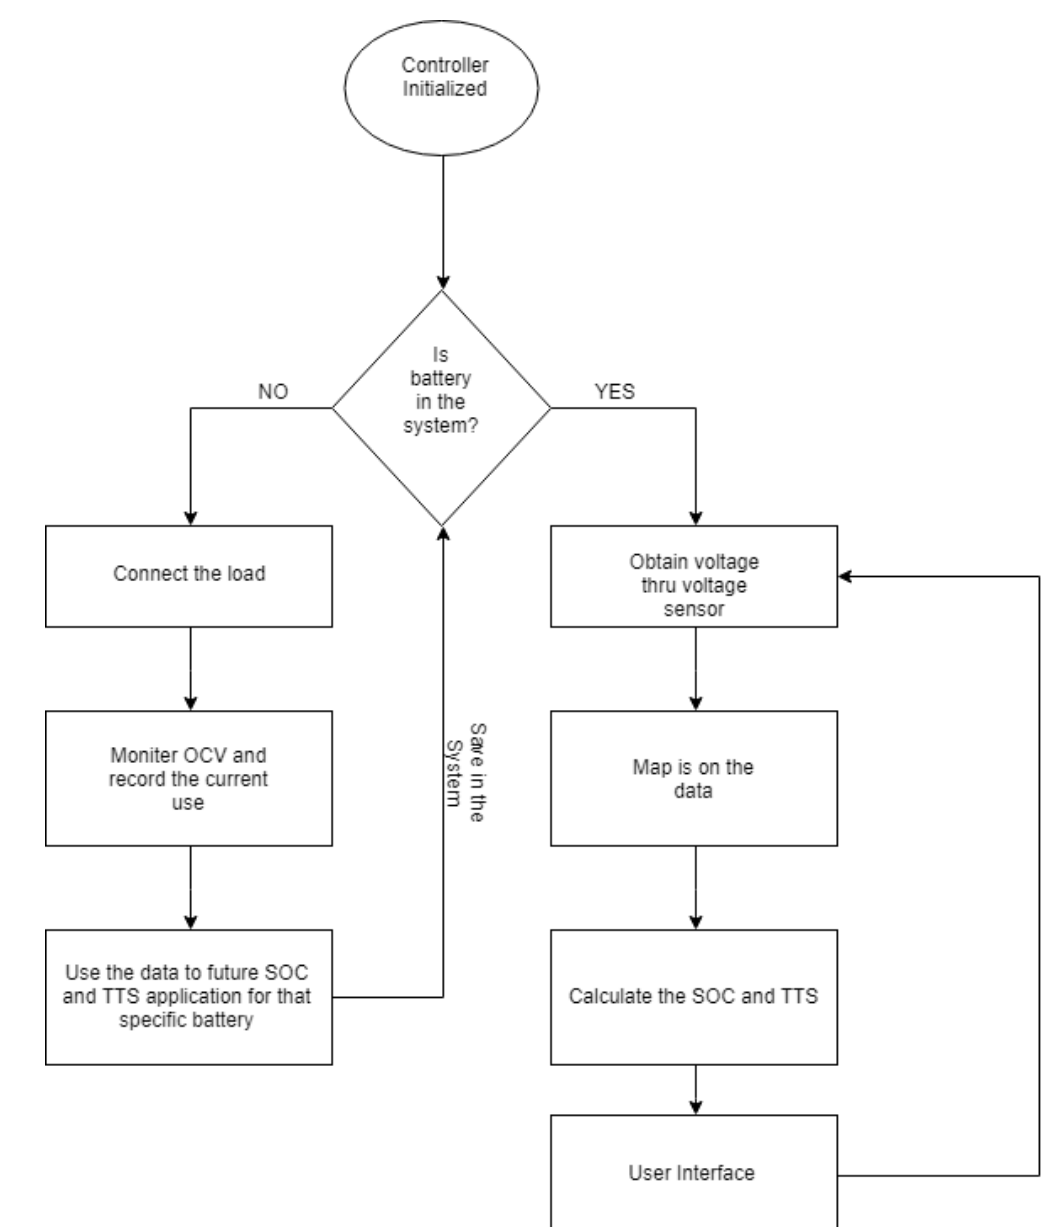 Controller
Initialized
Is
battery
in the
system?
NO
YES
Connect the load
Obtain voltage
thru voltage
sensor
Moniter OCV and
record the current
use
Save in the
System
Map is on the
data
Use the data to future SOC
and TTS application for that
specific battery
Calculate the SOC and TTS
User Interface